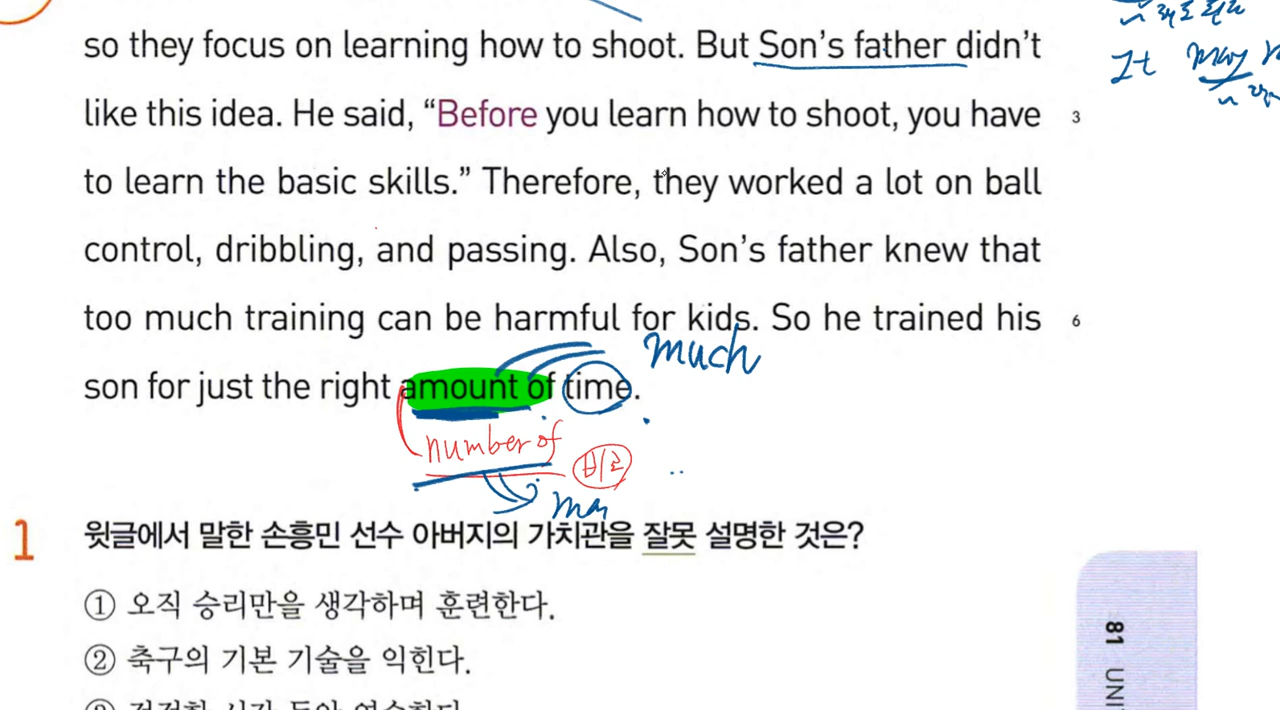 so they focus on learning how to shoot. But Son's father didn't
It may
like this idea. He said, "Before you learn how to shoot, you have 3
to learn the basic skills." Therefore, they worked a lot on ball
control, dribbling, and passing. Also, Son's father knew that
too much training can be harmful for kids. So he trained his 6
much
son for just the right amount of time.
number of 비교
1 윗글에서 말한 손흥민 선수 아버지의 가치관을 잘못 설명한 것은?
① 오직 승리만을 생각하며 훈련한다.
② 축구의 기본 기술을 익힌다.
81 UNI